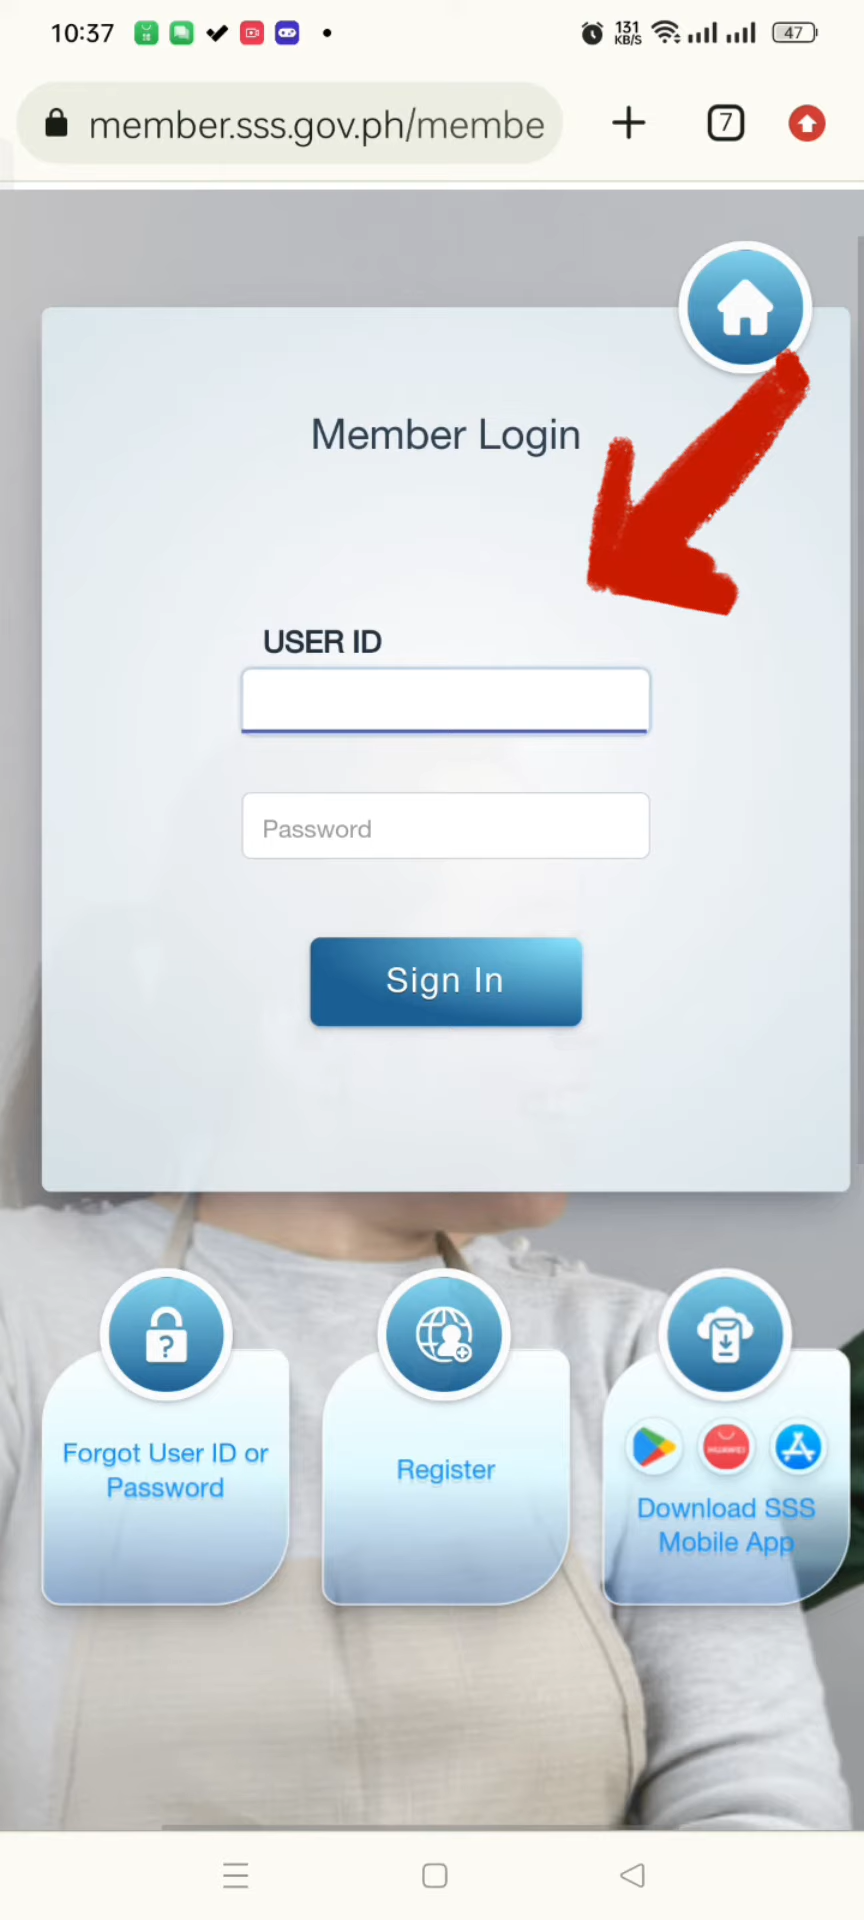 10:37
131
KB/S
47
member.sss.gov.ph/membe
7
Member Login
USER ID
Password
Sign In
Forgot User ID or
Password
Register
HUAWEI
Download SSS
Mobile App